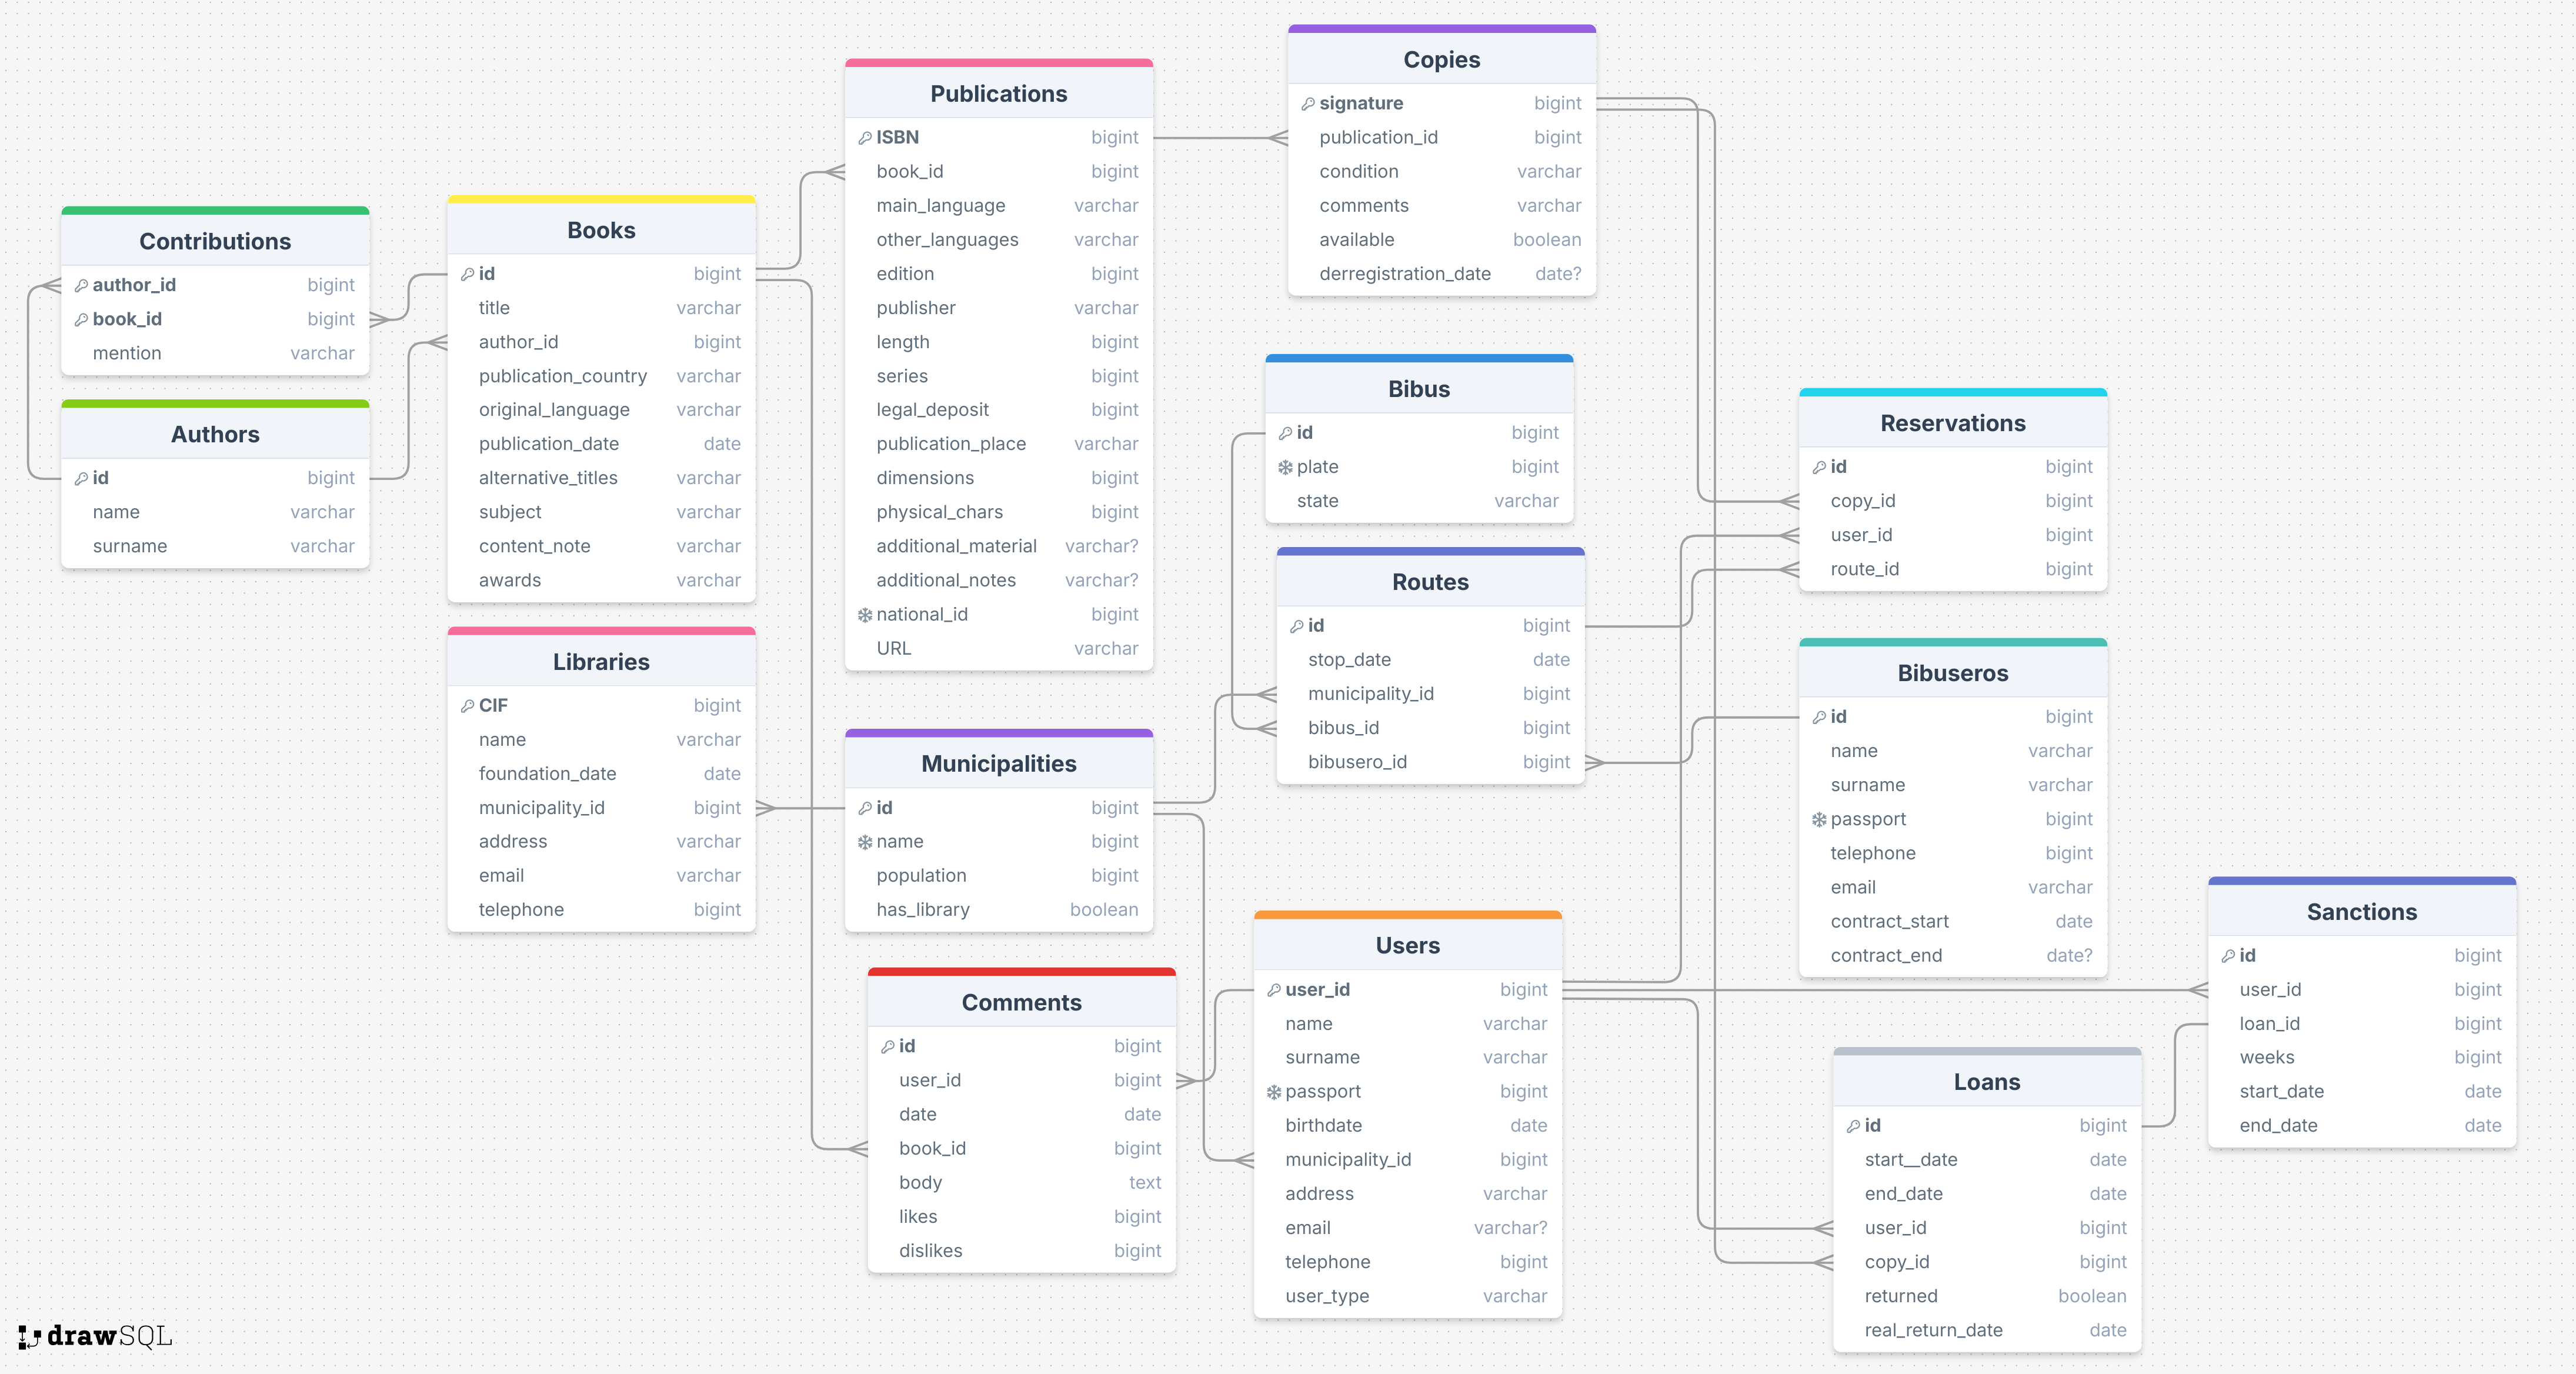 Contributions
author_id bigint
book_id bigint
mention varchar
Authors
id bigint
name varchar
surname varchar
Books
id bigint
title varchar
author_id bigint
publication_country varchar
original_language varchar
publication_date date
alternative_titles varchar
subject varchar
content_note varchar
awards varchar
Libraries
CIF bigint
name varchar
foundation_date date
municipality_id bigint
address varchar
email varchar
telephone bigint
Publications
ISBN bigint
book_id bigint
main_language varchar
other_languages varchar
edition bigint
publisher varchar
length bigint
series bigint
legal_deposit bigint
publication_place varchar
dimensions bigint
physical_chars bigint
additional_material varchar?
additional_notes varchar?
national_id bigint
URL varchar
Municipalities
id bigint
name bigint
population bigint
has_library boolean
Comments
id bigint
user_id bigint
date date
book_id bigint
body text
likes bigint
dislikes bigint
Copies
signature bigint
publication_id bigint
condition varchar
comments varchar
available boolean
derregistration_date date?
Bibus
id bigint
plate bigint
state varchar
Routes
id bigint
stop_date date
municipality_id bigint
bibus_id bigint
bibusero_id bigint
Users
user_id bigint
name varchar
surname varchar
passport bigint
birthdate date
municipality_id bigint
address varchar
email varchar?
telephone bigint
user_type varchar
Reservations
id bigint
copy_id bigint
user_id bigint
route_id bigint
Bibuseros
id bigint
name varchar
surname varchar
passport bigint
telephone bigint
email varchar
contract_start date
contract_end date?
Loans
id bigint
start__date date
end_date date
user_id bigint
copy_id bigint
returned boolean
real_return_date date
Sanctions
id bigint
user_id bigint
loan_id bigint
weeks bigint
start_date date
end_date date
drawSQL